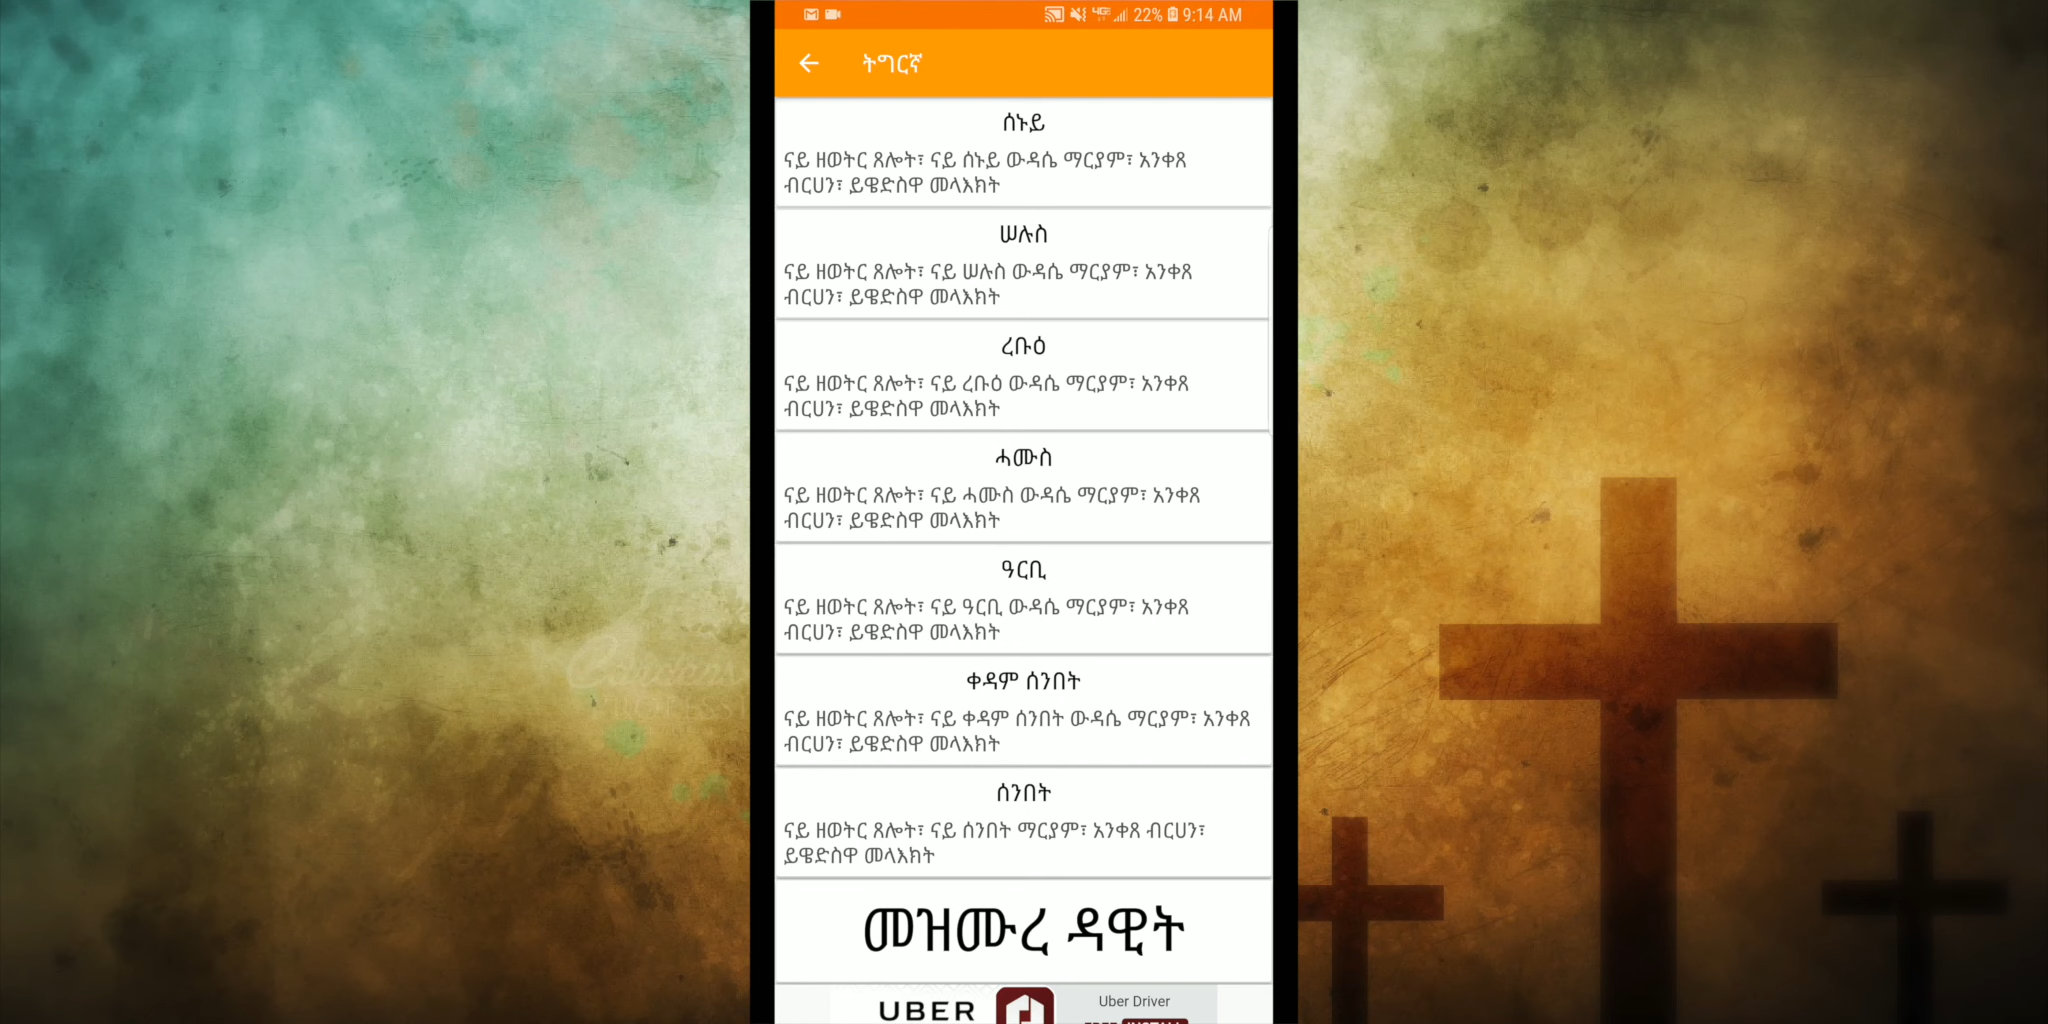 22% 9:14 AM
ትግርኛ
ሰኑይ
ናይ ዘወትር ጸሎት፣ ናይ ሰኑይ ውዳሴ ማርያም፣ አንቀጸ
ብርሀን፣ ይዌድስዋ መላእክት
ሠሉስ
ናይ ዘወትር ጸሎት፣ ናይ ሠሉስ ውዳሴ ማርያም፣ አንቀጸ
ብርሀን፣ ይዌድስዋ መላእክት
ረቡዕ
ናይ ዘወትር ጸሎት፣ ናይ ረቡዕ ውዳሴ ማርያም፣ አንቀጸ
ብርሀን፣ ይዌድስዋ መላእክት
ሓሙስ
ናይ ዘወትር ጸሎት፣ ናይ ሓሙስ ውዳሴ ማርያም፣ አንቀጸ
ብርሀን፣ ይዌድስዋ መላእክት
ዓርቢ
ናይ ዘወትር ጸሎት፣ ናይ ዓርቢ ውዳሴ ማርያም፣ አንቀጸ
ብርሀን፣ ይዌድስዋ መላእክት
ቀዳም ሰንበት
ናይ ዘወትር ጸሎት፣ ናይ ቀዳም ሰንበት ውዳሴ ማርያም፣ አንቀጸ
ብርሀን፣ ይዌድስዋ መላእክት
ሰንበት
ናይ ዘወትር ጸሎት፣ ናይ ሰንበት ማርያም፣ አንቀጸ ብርሀን፣
ይዌድስዋ መላእክት
መዝሙረ ዳዊት
UBER
Uber Driver